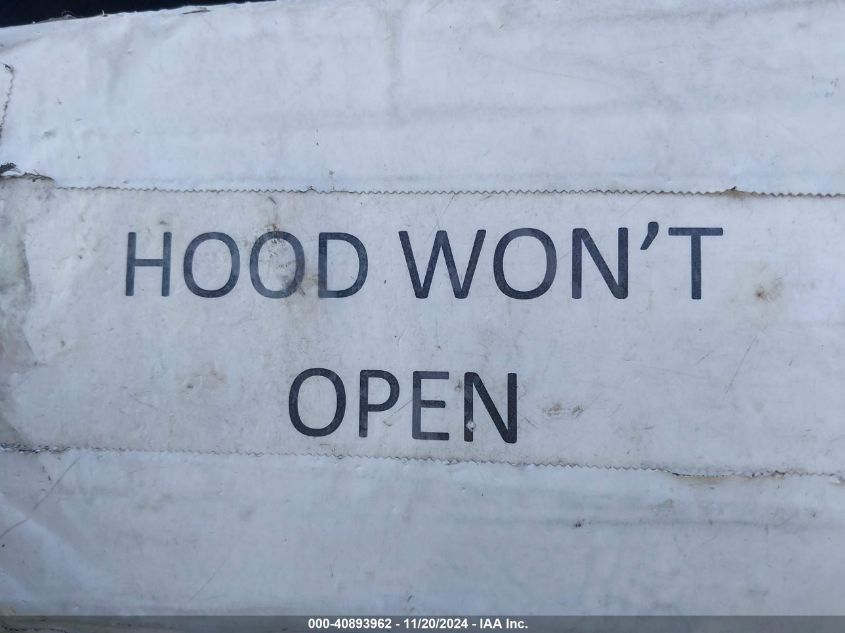 HOOD WON’T
OPEN
000-40893962 - 11/20/2024 - IAA Inc.